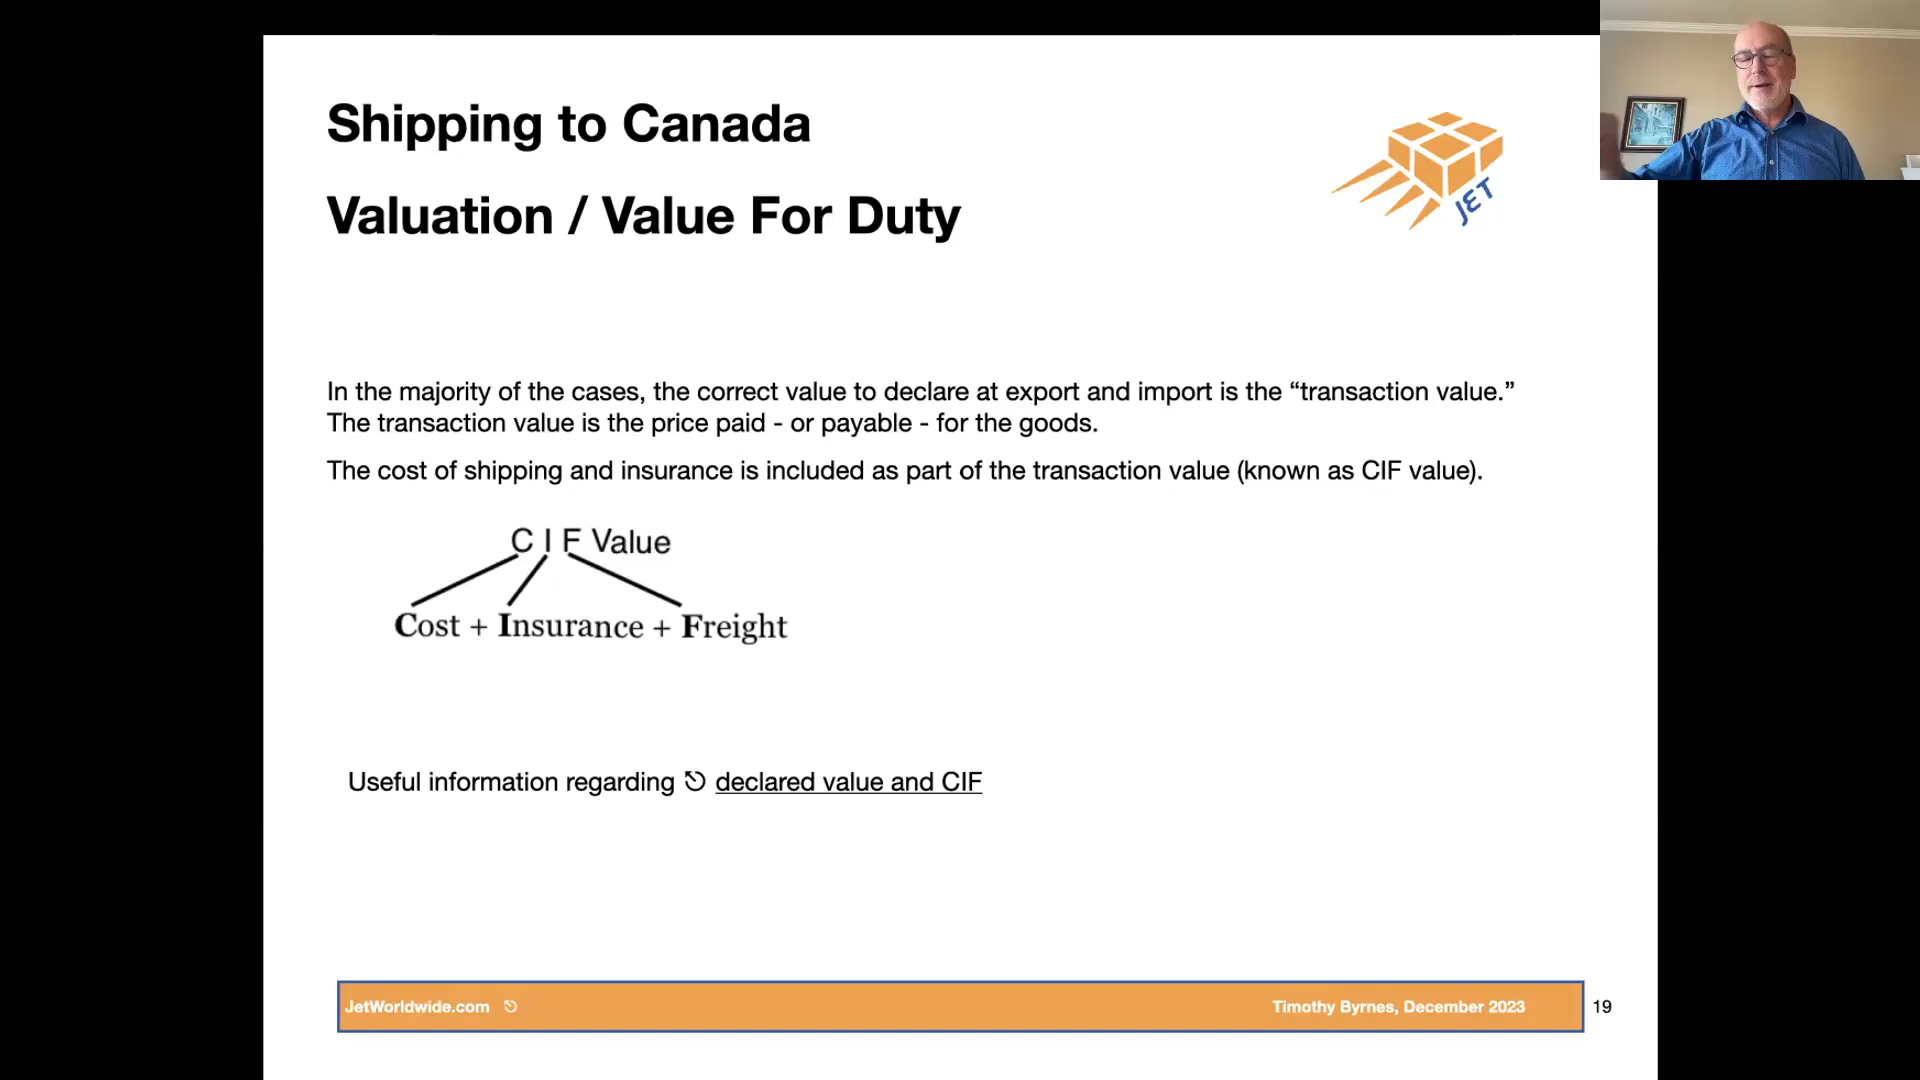 Shipping to Canada
Valuation / Value For Duty
JET
In the majority of the cases, the correct value to declare at export and import is the “transaction value.”
The transaction value is the price paid - or payable - for the goods.
The cost of shipping and insurance is included as part of the transaction value (known as CIF value).
C I F Value
Cost + Insurance + Freight
Useful information regarding ⎋ declared value and CIF
JetWorldwide.com ⎋
Timothy Byrnes, December 2023
19